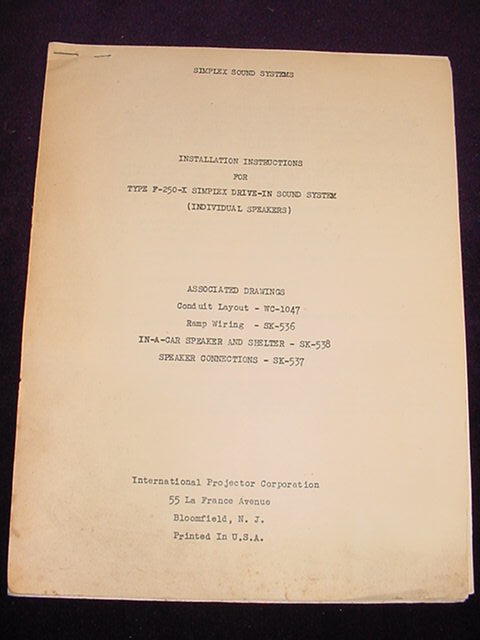 SIMPLEX SOUND SYSTEMS
INSTALLATION INSTRUCTIONS
FOR
TYPE F-250-X SIMPLEX DRIVE-IN SOUND SYSTEM
(INDIVIDUAL SPEAKERS)
ASSOCIATED DRAWINGS
Conduit Layout - WC-1047
Ramp Wiring - SK-536
IN-A-CAR SPEAKER AND SHELTER - SK-538
SPEAKER CONNECTIONS - SK-537
International Projector Corporation
55 La France Avenue
Bloomfield, N. J.
Printed In U.S.A.